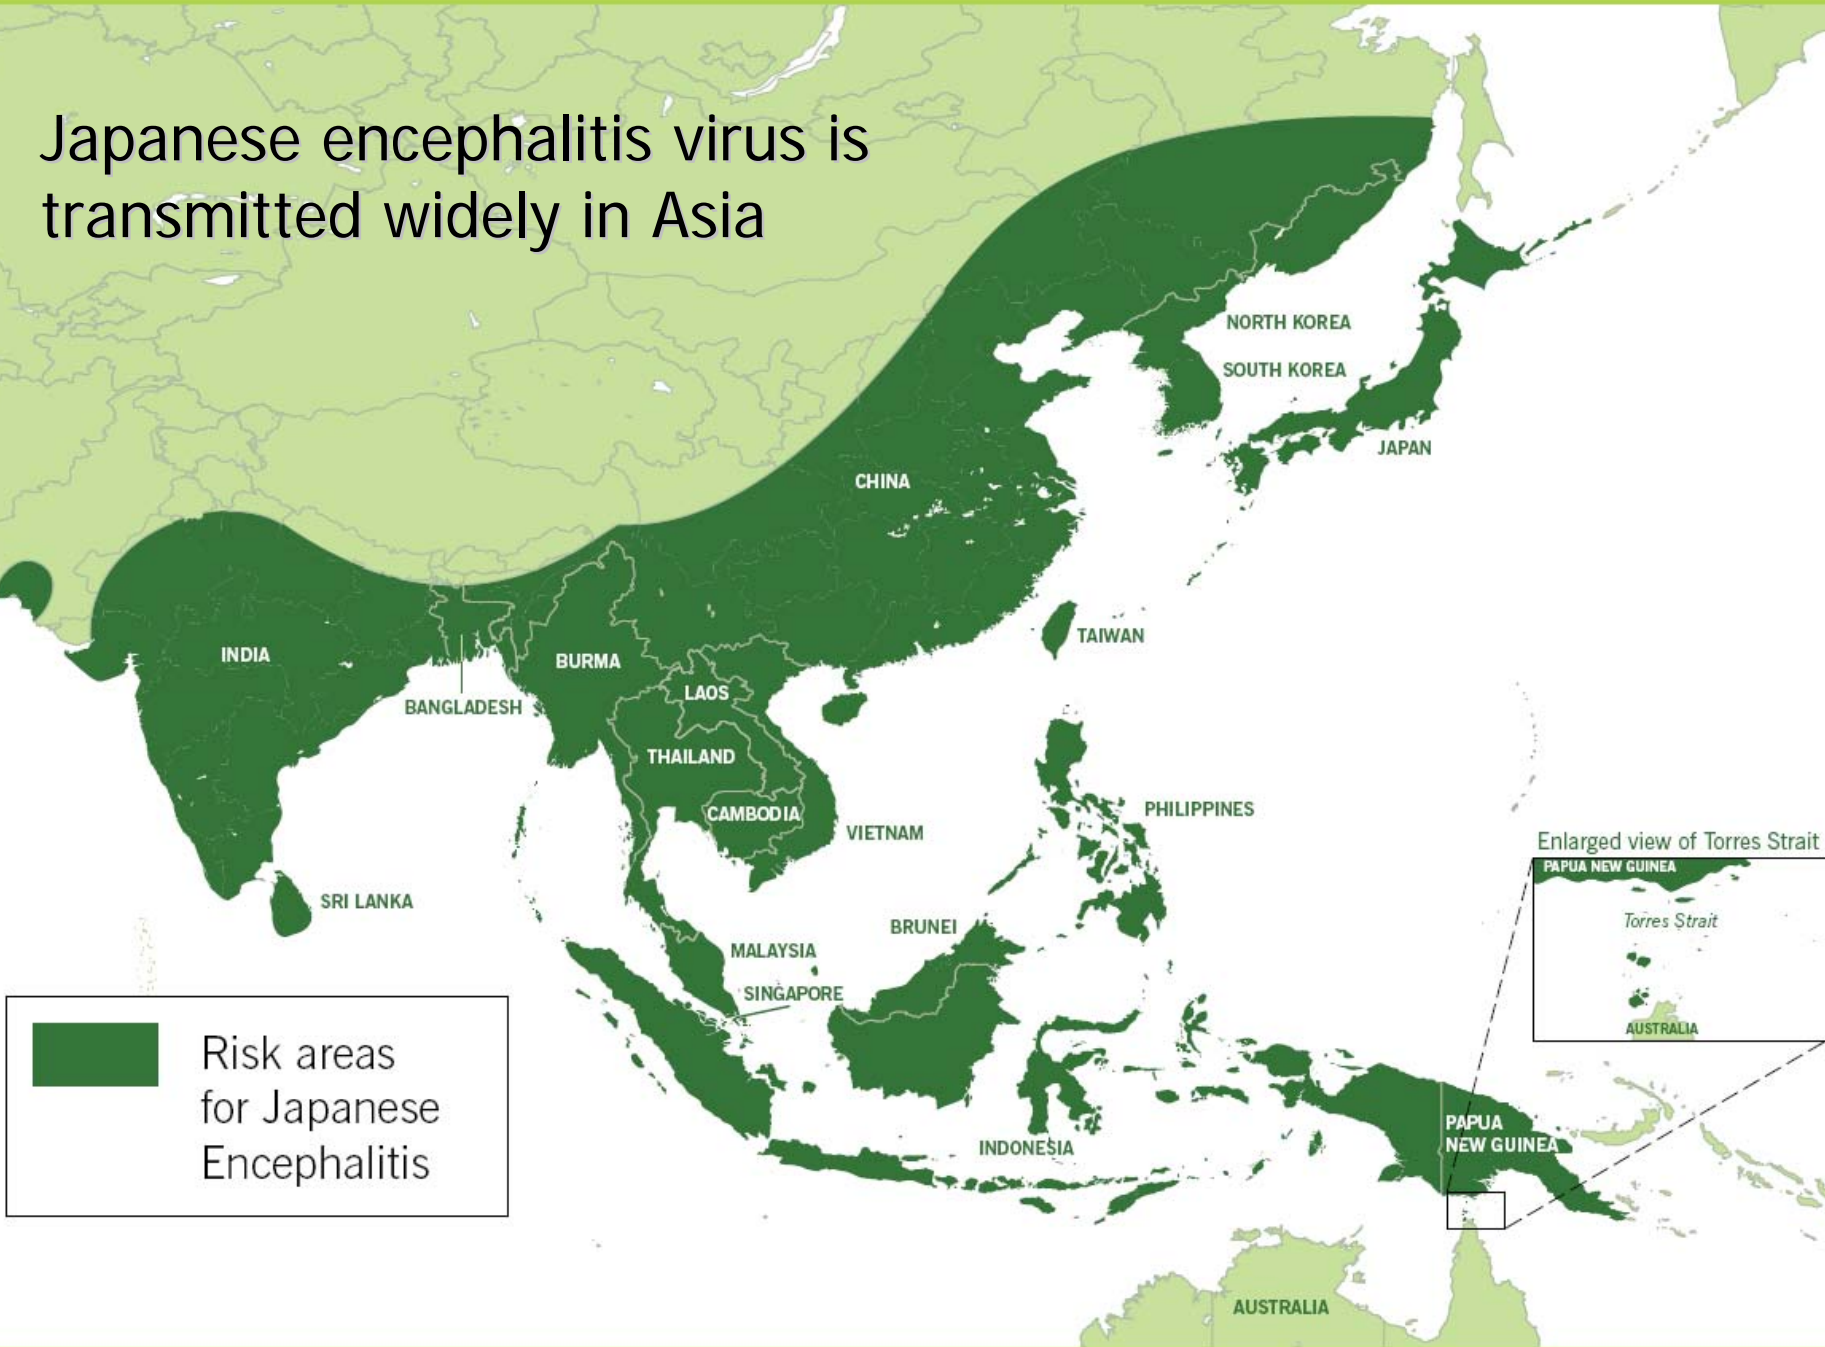 Japanese encephalitis virus is
transmitted widely in Asia
NORTH KOREA
SOUTH KOREA
JAPAN
CHINA
TAIWAN
INDIA
BURMA
BANGLADESH
LAOS
THAILAND
CAMBODIA
VIETNAM
PHILIPPINES
SRI LANKA
BRUNEI
MALAYSIA
SINGAPORE
INDONESIA
PAPUA
NEW GUINEA
AUSTRALIA
Enlarged view of Torres Strait
PAPUA NEW GUINEA
Torres Strait
AUSTRALIA
Risk areas
for Japanese
Encephalitis